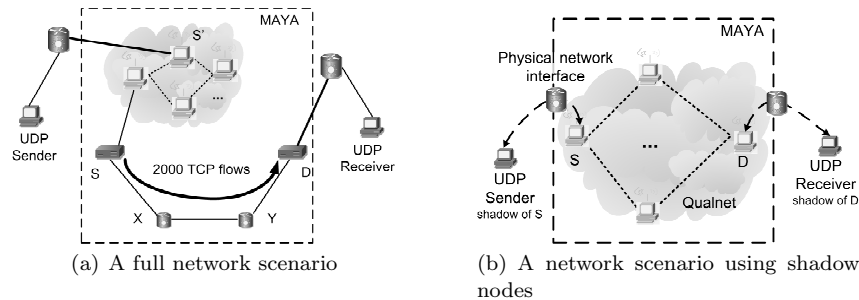 MAYA
S'
...
UDP
Sender
S
2000 TCP flows
D
UDP
Receiver
X
Y
(a) A full network scenario
MAYA
Physical network
interface
S
...
D
UDP
Sender
shadow of S
Qualnet
UDP
Receiver
shadow of D
(b) A network scenario using shadow
nodes